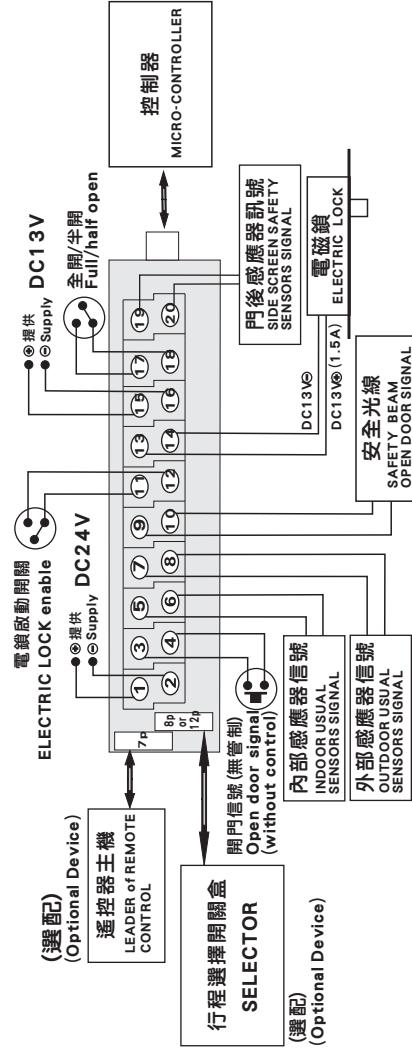 (選配)
(Optional Device)
遙控器主機
LEADER of REMOTE
CONTROL
行程選擇開關盒
SELECTOR
(選配)
(Optional Device)
7p
8p
or
12p
電鎖啟動開關
ELECTRIC LOCK enable
⊕提供
⊖Supply
DC24V
⊕提供
⊖Supply
DC13V
全開/半開
Full/half open
1
2
3
4
5
6
7
8
9
10
11
12
13
14
15
16
17
18
19
20
控制器
MICRO-CONTROLLER
開門信號(無管制)
Open door signal
(without control)
內部感應器信號
INDOOR USUAL
SENSORS SIGNAL
外部感應器信號
OUTDOOR USUAL
SENSORS SIGNAL
安全光線
SAFETY BEAM
OPEN DOOR SIGNAL
DC13V⊖
DC13V⊕(1.5A)
門後感應器訊號
SIDE SCREEN SAFETY
SENSORS SIGNAL
電磁鎖
ELECTRIC LOCK